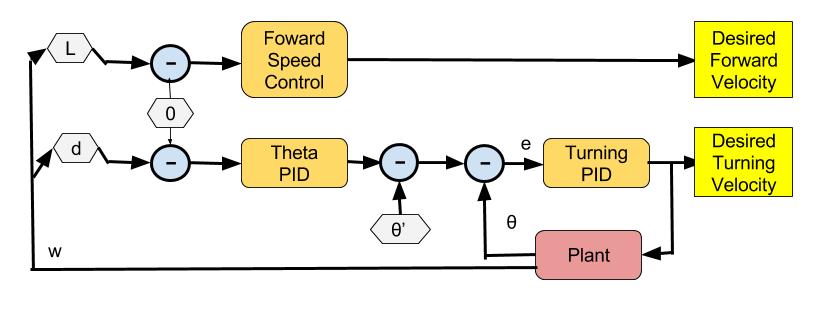 L
-
Foward
Speed
Control
Desired
Forward
Velocity
0
d
-
Theta
PID
-
-
e
Turning
PID
Desired
Turning
Velocity
θ'
θ
w
Plant